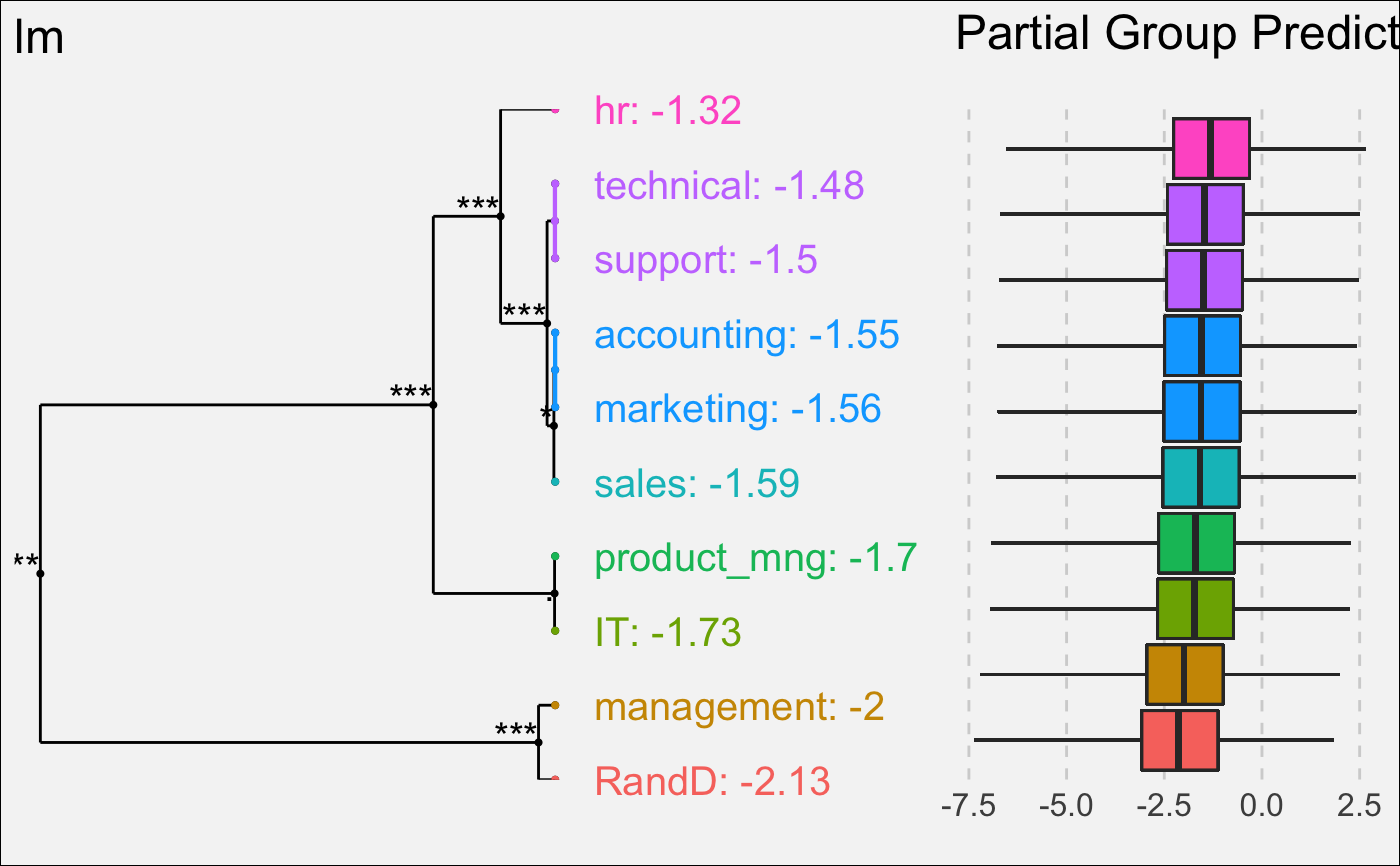 lm
Partial Group Predict
hr: -1.32
***
technical: -1.48
support: -1.5
***
accounting: -1.55
***
marketing: -1.56
*
sales: -1.59
product_mng: -1.7
**
.
IT: -1.73
management: -2
***
RandD: -2.13
-7.5 -5.0 -2.5 0.0 2.5